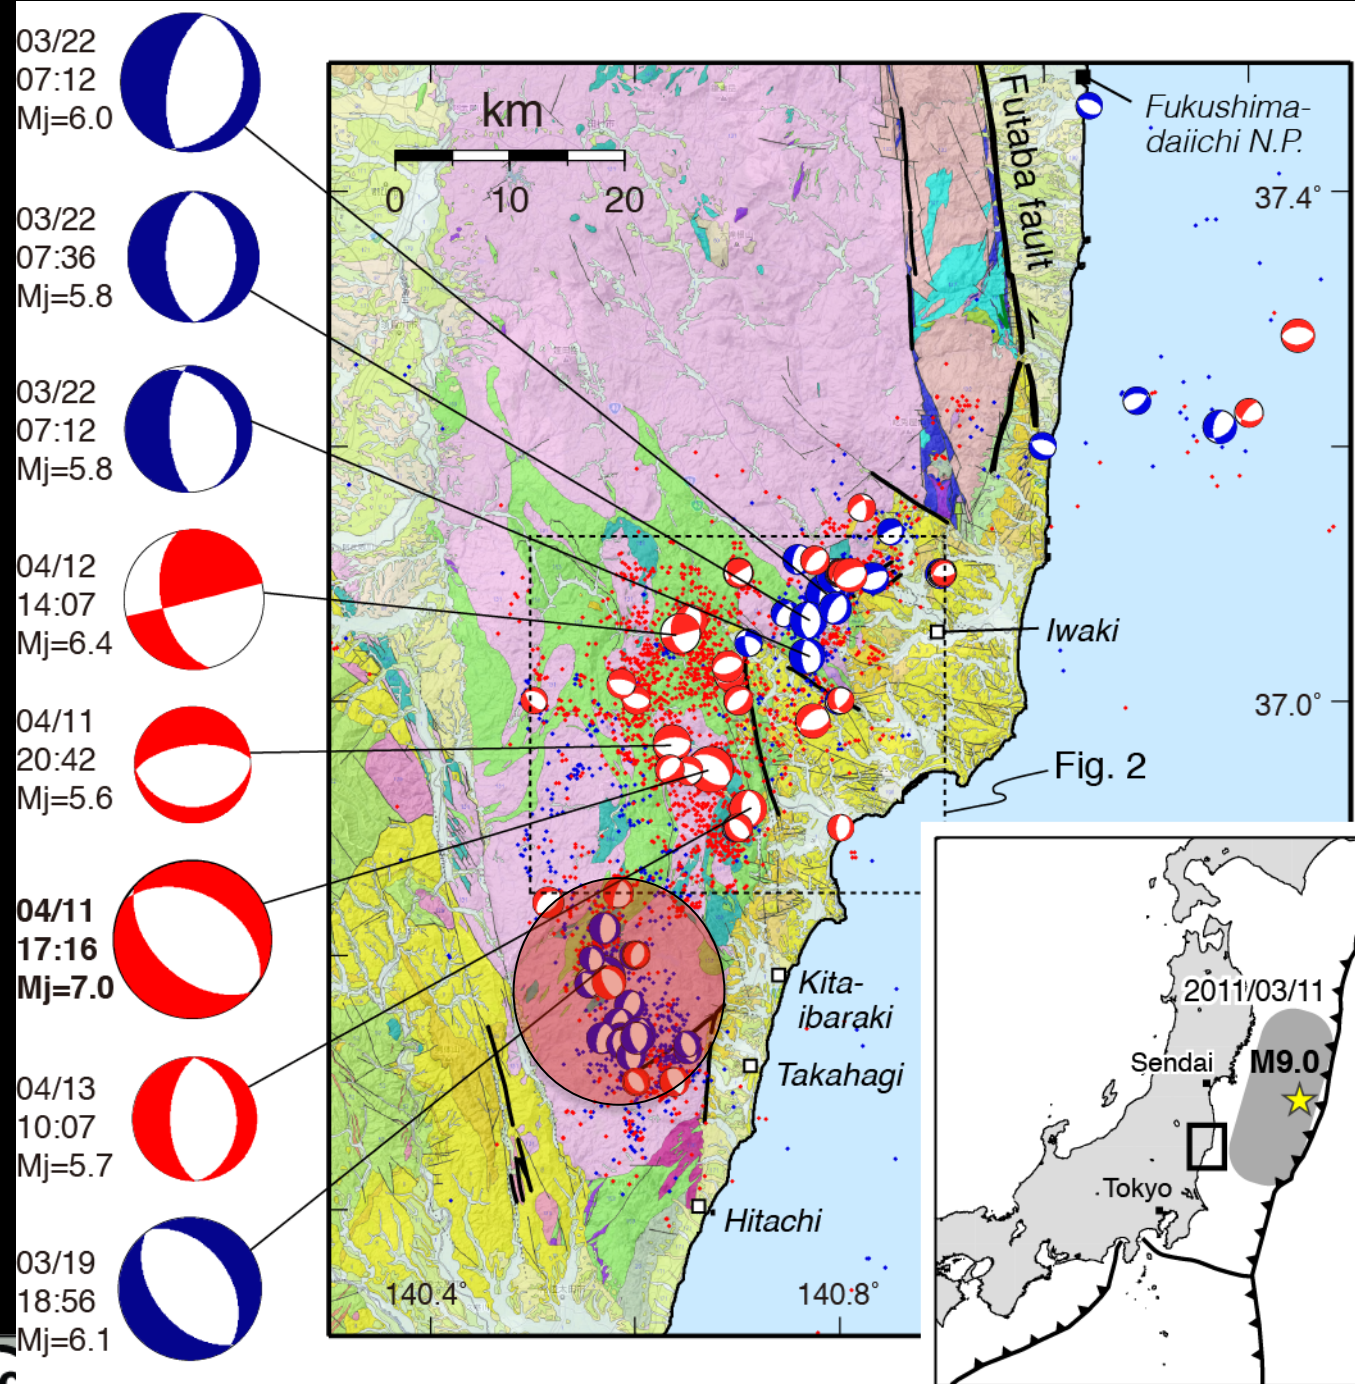 03/22
07:12
Mj=6.0
03/22
07:36
Mj=5.8
03/22
07:12
Mj=5.8
04/12
14:07
Mj=6.4
04/11
20:42
Mj=5.6
04/11
17:16
Mj=7.0
04/13
10:07
Mj=5.7
03/19
18:56
Mj=6.1
km
0 10 20
Futaba fault
Fukushima-
daiichi N.P.
37.4°
Iwaki
37.0°
Fig. 2
Kita-
ibaraki
Takahagi
Hitachi
140.4°
140.8°
2011/03/11
Sendai
M9.0
Tokyo